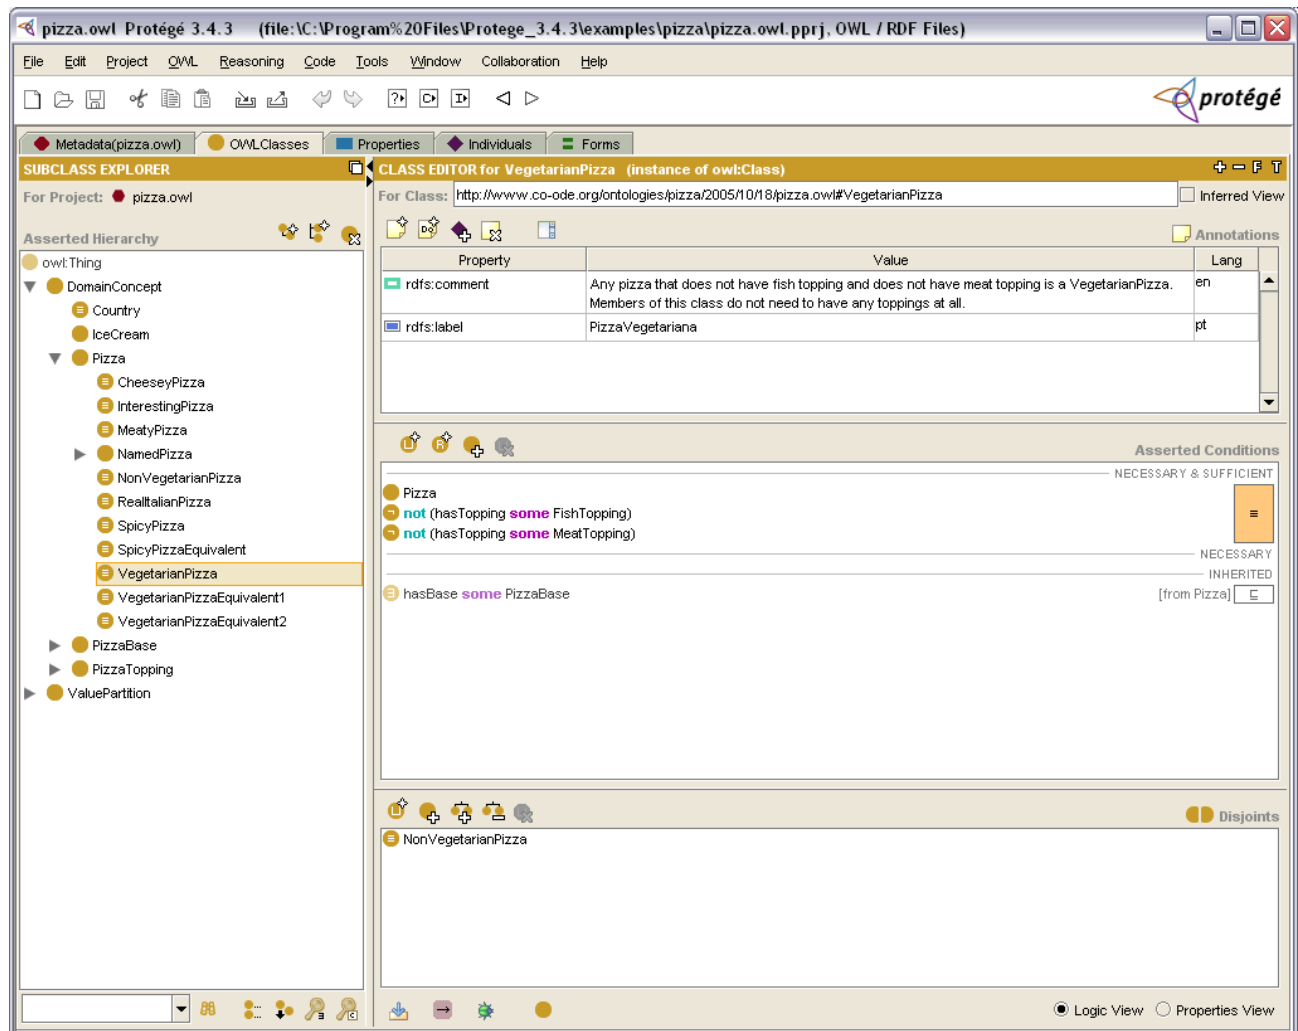 pizza.owl Protégé 3.4.3 (file:\C:\Program%20Files\Protege_3.4.3\examples\pizza\pizza.owl.pprj, OWL / RDF Files)
File Edit Project OWL Reasoning Code Tools Window Collaboration Help
protégé
Metadata(pizza.owl) OWLClasses Properties Individuals Forms
SUBCLASS EXPLORER
For Project: pizza.owl
Asserted Hierarchy
owl:Thing
DomainConcept
Country
IceCream
Pizza
CheeseyPizza
InterestingPizza
MeatyPizza
NamedPizza
NonVegetarianPizza
RealItalianPizza
SpicyPizza
SpicyPizzaEquivalent
VegetarianPizza
VegetarianPizzaEquivalent1
VegetarianPizzaEquivalent2
PizzaBase
PizzaTopping
ValuePartition
CLASS EDITOR for VegetarianPizza (instance of owl:Class)
For Class: http://www.co-ode.org/ontologies/pizza/2005/10/18/pizza.owl#VegetarianPizza Inferred View
Annotations
Property Value Lang
rdfs:comment Any pizza that does not have fish topping and does not have meat topping is a VegetarianPizza. en
Members of this class do not need to have any toppings at all.
rdfs:label PizzaVegetariana pt
Asserted Conditions
NECESSARY & SUFFICIENT
Pizza
not (hasTopping some FishTopping)
not (hasTopping some MeatTopping)
NECESSARY
INHERITED
hasBase some PizzaBase [from Pizza]
Disjoints
NonVegetarianPizza
Logic View Properties View